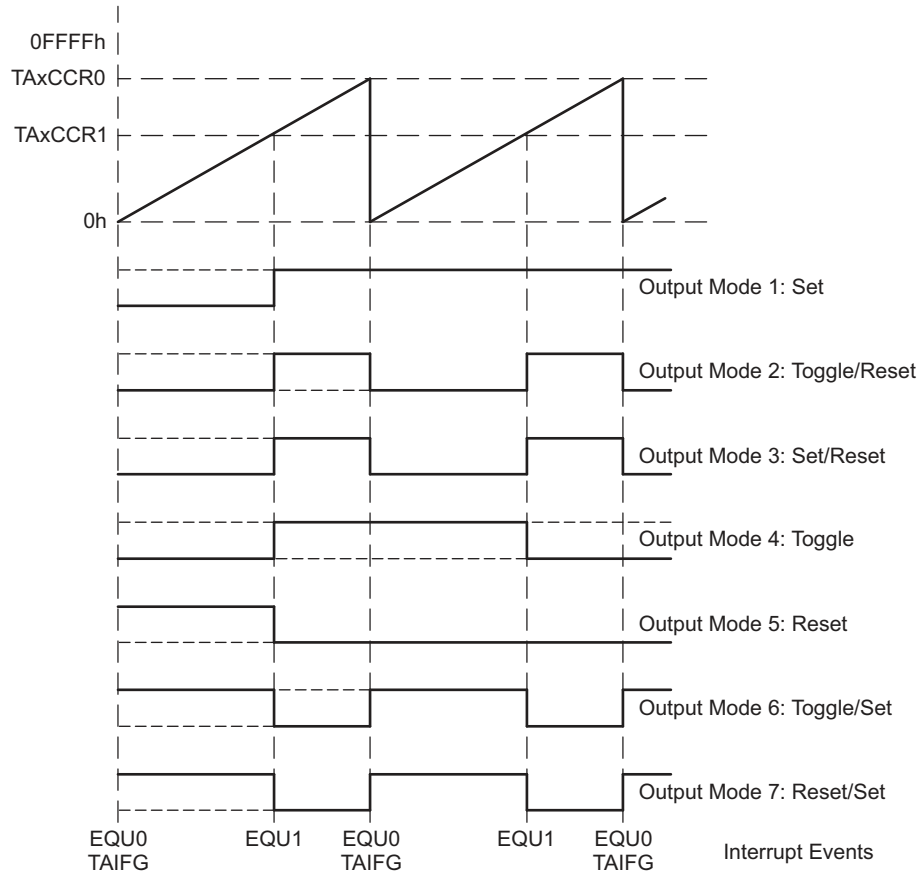 0FFFFh
TAxCCR0
TAxCCR1
0h
Output Mode 1: Set
Output Mode 2: Toggle/Reset
Output Mode 3: Set/Reset
Output Mode 4: Toggle
Output Mode 5: Reset
Output Mode 6: Toggle/Set
Output Mode 7: Reset/Set
EQU0 EQU1 EQU0 EQU1 EQU0
TAIFG TAIFG TAIFG
Interrupt Events